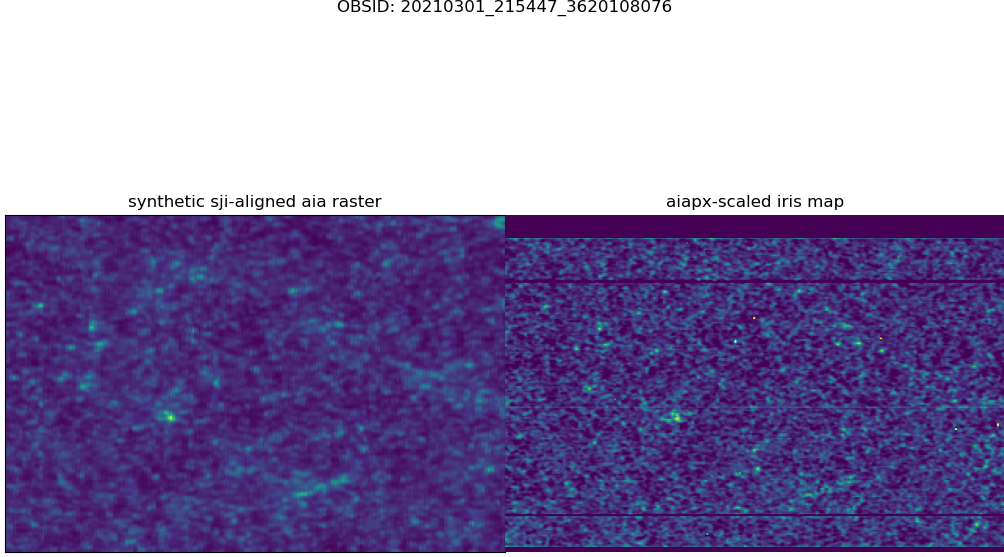 OBSID: 20210301_215447_3620108076
synthetic sji-aligned aia raster
aiapx-scaled iris map